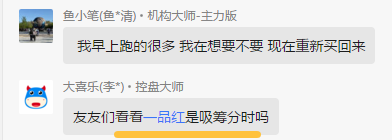 鱼小笔(鱼*清)·机构大师-主力版
我早上跑的很多 我在想要不要 现在重新买回来
大喜乐(李*)·控盘大师
友友们看看一品红是吸筹分时吗